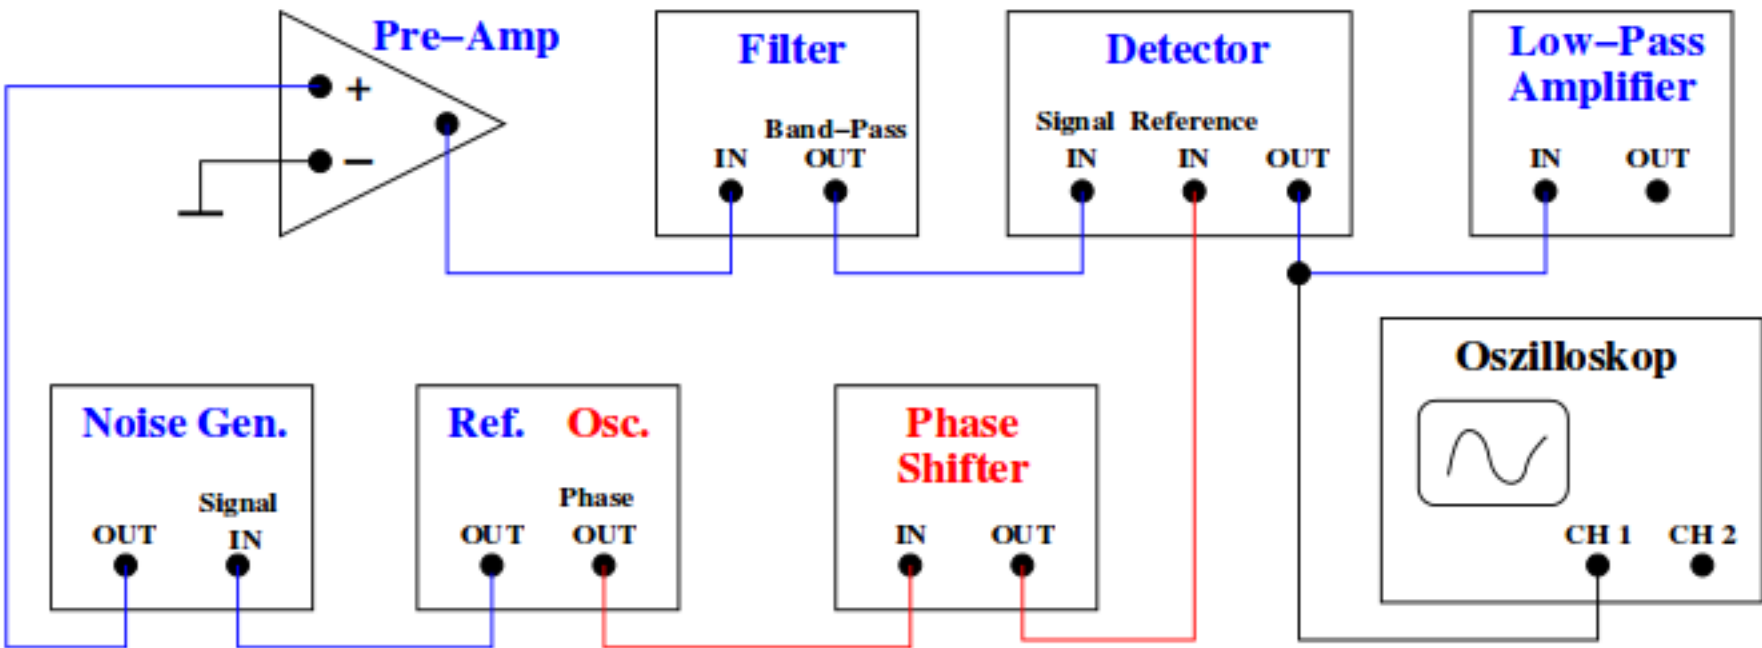 Pre–Amp
+
–
Filter
Band–Pass
IN OUT
Detector
Signal Reference
IN IN OUT
Low–Pass
Amplifier
IN OUT
Noise Gen.
Signal
OUT IN
Ref. Osc.
Phase
OUT OUT
Phase
Shifter
IN OUT
Oszilloskop
CH 1 CH 2